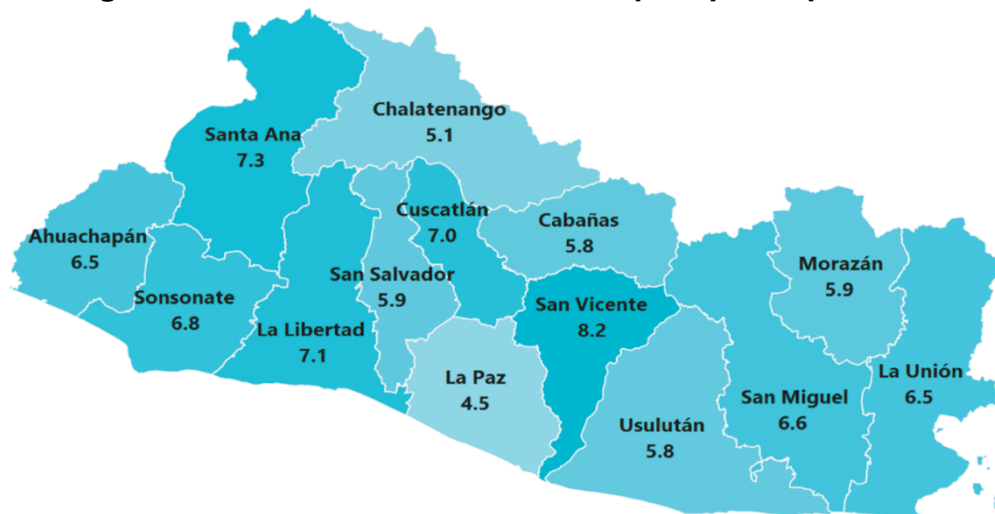 Chalatenango
5.1
Santa Ana
7.3
Cuscatlán
7.0
Cabañas
5.8
Ahuachapán
6.5
Morazán
5.9
San Salvador
5.9
Sonsonate
6.8
San Vicente
8.2
La Libertad
7.1
La Unión
6.5
La Paz
4.5
San Miguel
6.6
Usulután
5.8